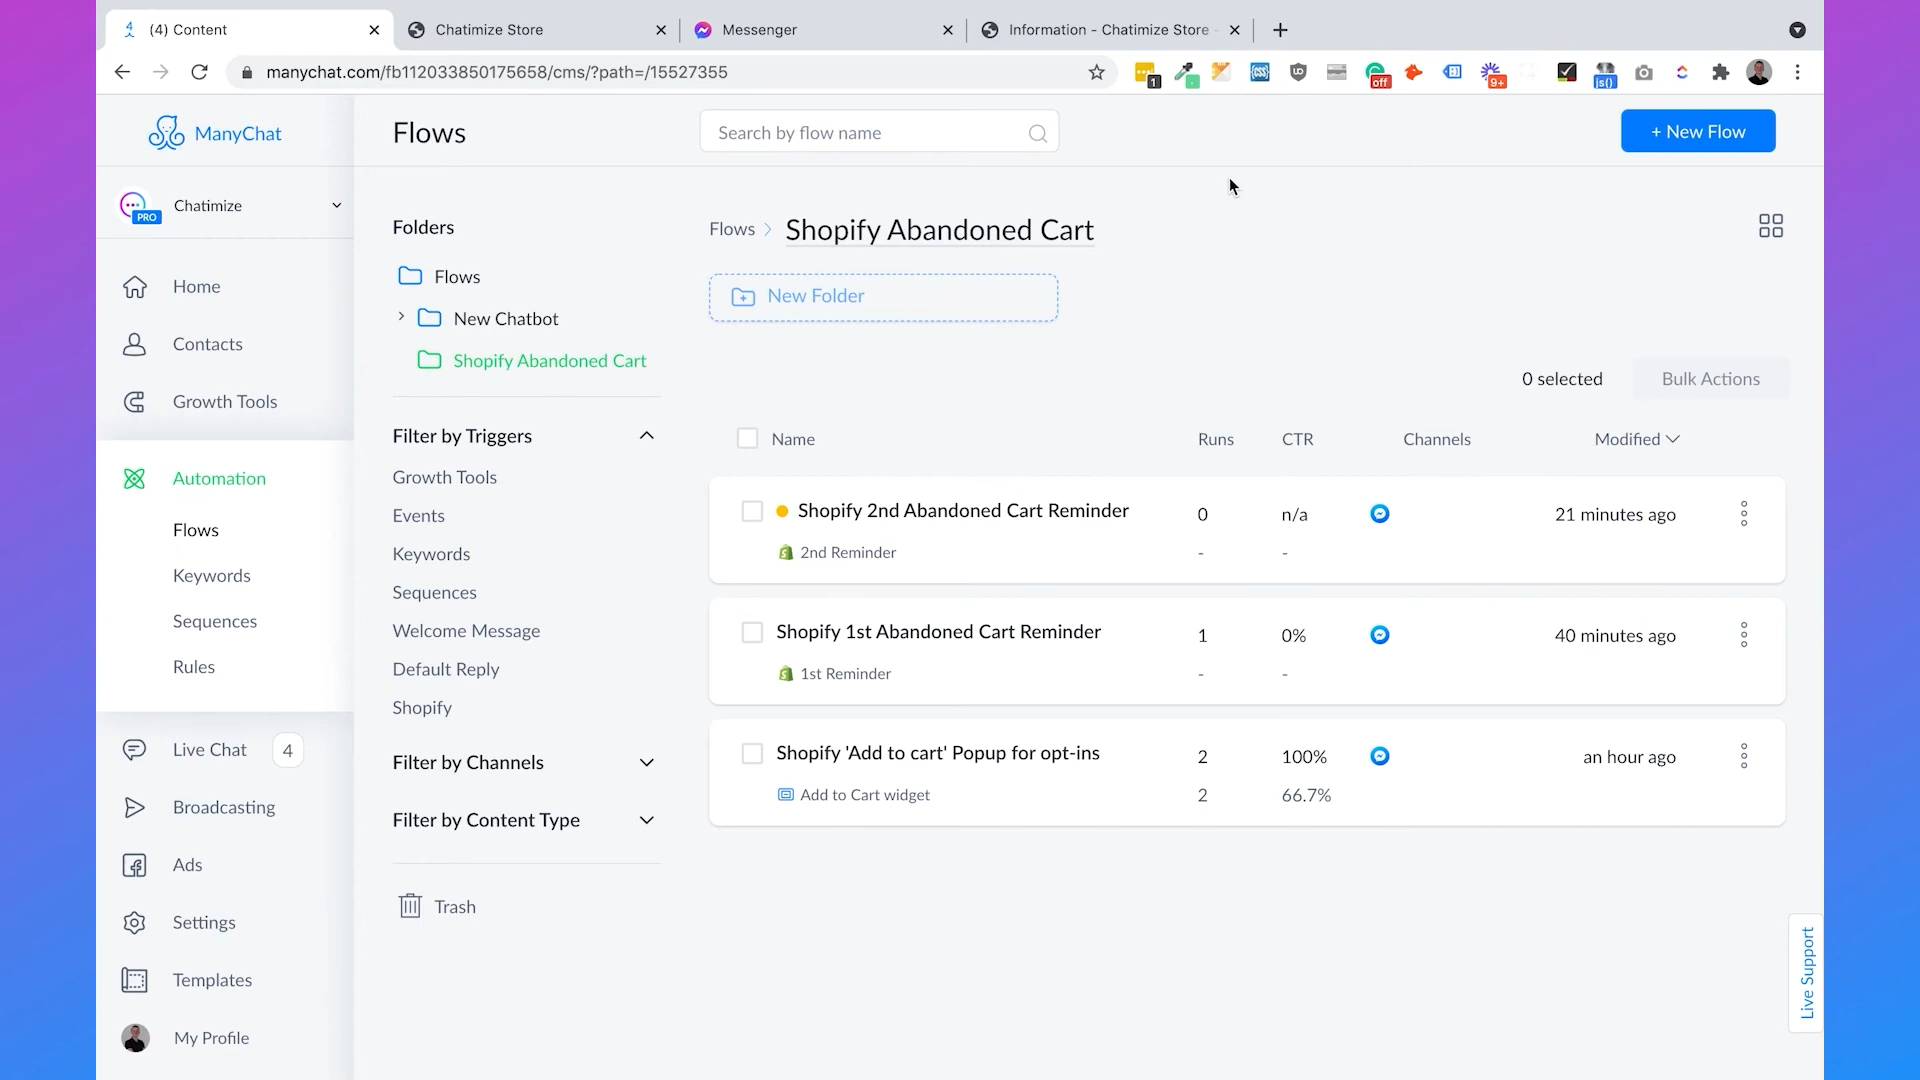 (4) Content
Chatimize Store
Messenger
Information - Chatimize Store -
manychat.com/fb112033850175658/cms/?path=/15527355
1
CSS
off
9+
js()
ManyChat
Flows
Search by flow name
+ New Flow
PRO
Chatimize
Home
Contacts
Growth Tools
Automation
Flows
Keywords
Sequences
Rules
Live Chat 4
Broadcasting
Ads
Settings
Templates
My Profile
Folders
Flows
New Chatbot
Shopify Abandoned Cart
Filter by Triggers
Growth Tools
Events
Keywords
Sequences
Welcome Message
Default Reply
Shopify
Filter by Channels
Filter by Content Type
Trash
Flows > Shopify Abandoned Cart
New Folder
0 selected Bulk Actions
Name Runs CTR Channels Modified
Shopify 2nd Abandoned Cart Reminder 0 n/a 21 minutes ago
2nd Reminder - -
Shopify 1st Abandoned Cart Reminder 1 0% 40 minutes ago
1st Reminder - -
Shopify 'Add to cart' Popup for opt-ins 2 100% an hour ago
Add to Cart widget 2 66.7%
Live Support